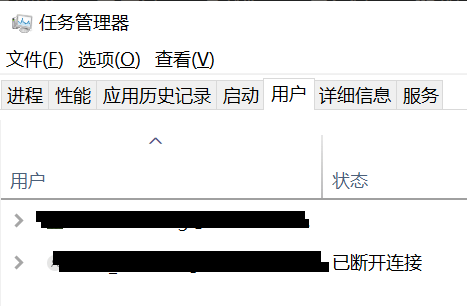 任务管理器
文件(F) 选项(O) 查看(V)
进程 性能 应用历史记录 启动 用户 详细信息 服务
用户 状态
已断开连接